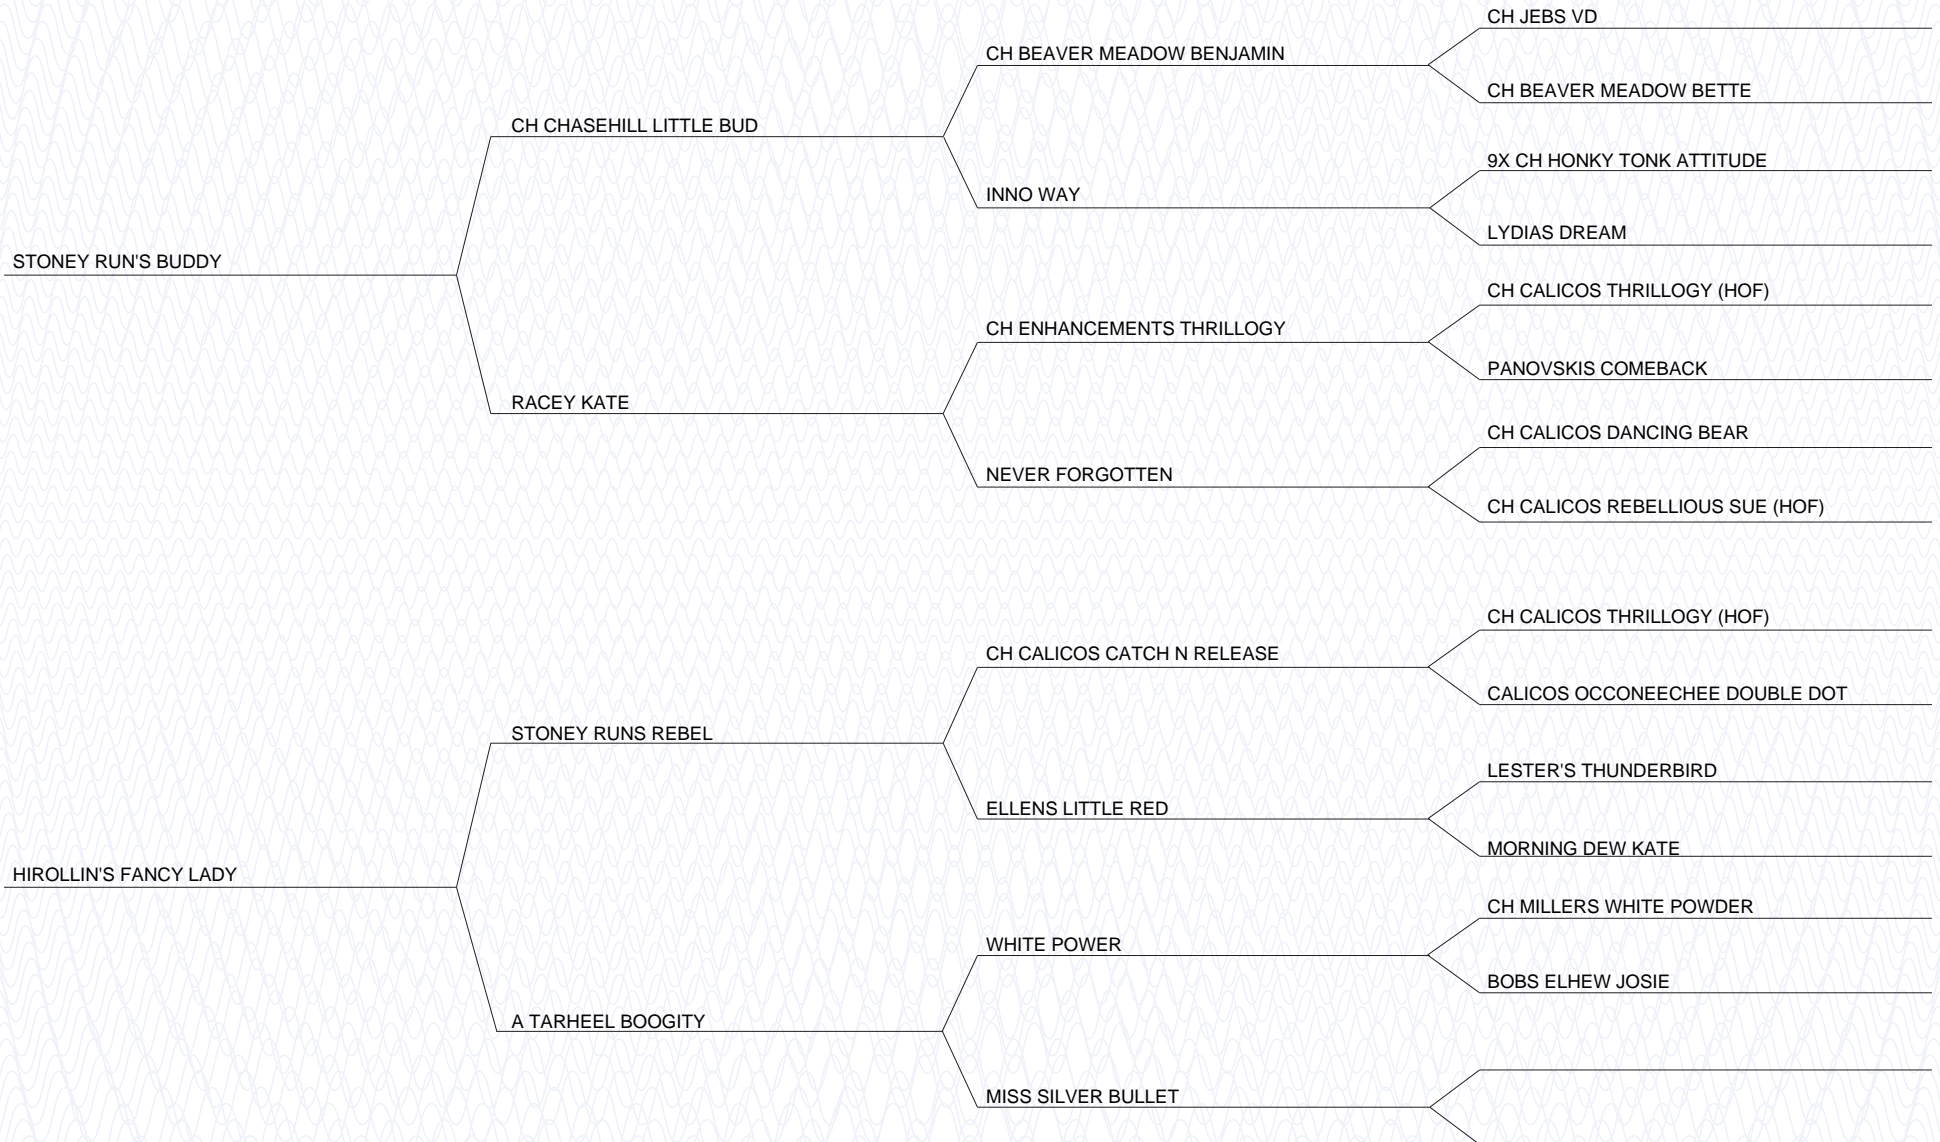 CH JEBS VD
CH BEAVER MEADOW BENJAMIN
CH BEAVER MEADOW BETTE
CH CHASEHILL LITTLE BUD
9X CH HONKY TONK ATTITUDE
INNO WAY
LYDIAS DREAM
STONEY RUN'S BUDDY
CH CALICOS THRILLOGY (HOF)
CH ENHANCEMENTS THRILLOGY
PANOVSKIS COMEBACK
RACEY KATE
CH CALICOS DANCING BEAR
NEVER FORGOTTEN
CH CALICOS REBELLIOUS SUE (HOF)
CH CALICOS THRILLOGY (HOF)
CH CALICOS CATCH N RELEASE
CALICOS OCCONEECHEE DOUBLE DOT
STONEY RUNS REBEL
LESTER'S THUNDERBIRD
ELLENS LITTLE RED
MORNING DEW KATE
HIROLLIN'S FANCY LADY
CH MILLERS WHITE POWDER
WHITE POWER
BOBS ELHEW JOSIE
A TARHEEL BOOGITY
MISS SILVER BULLET